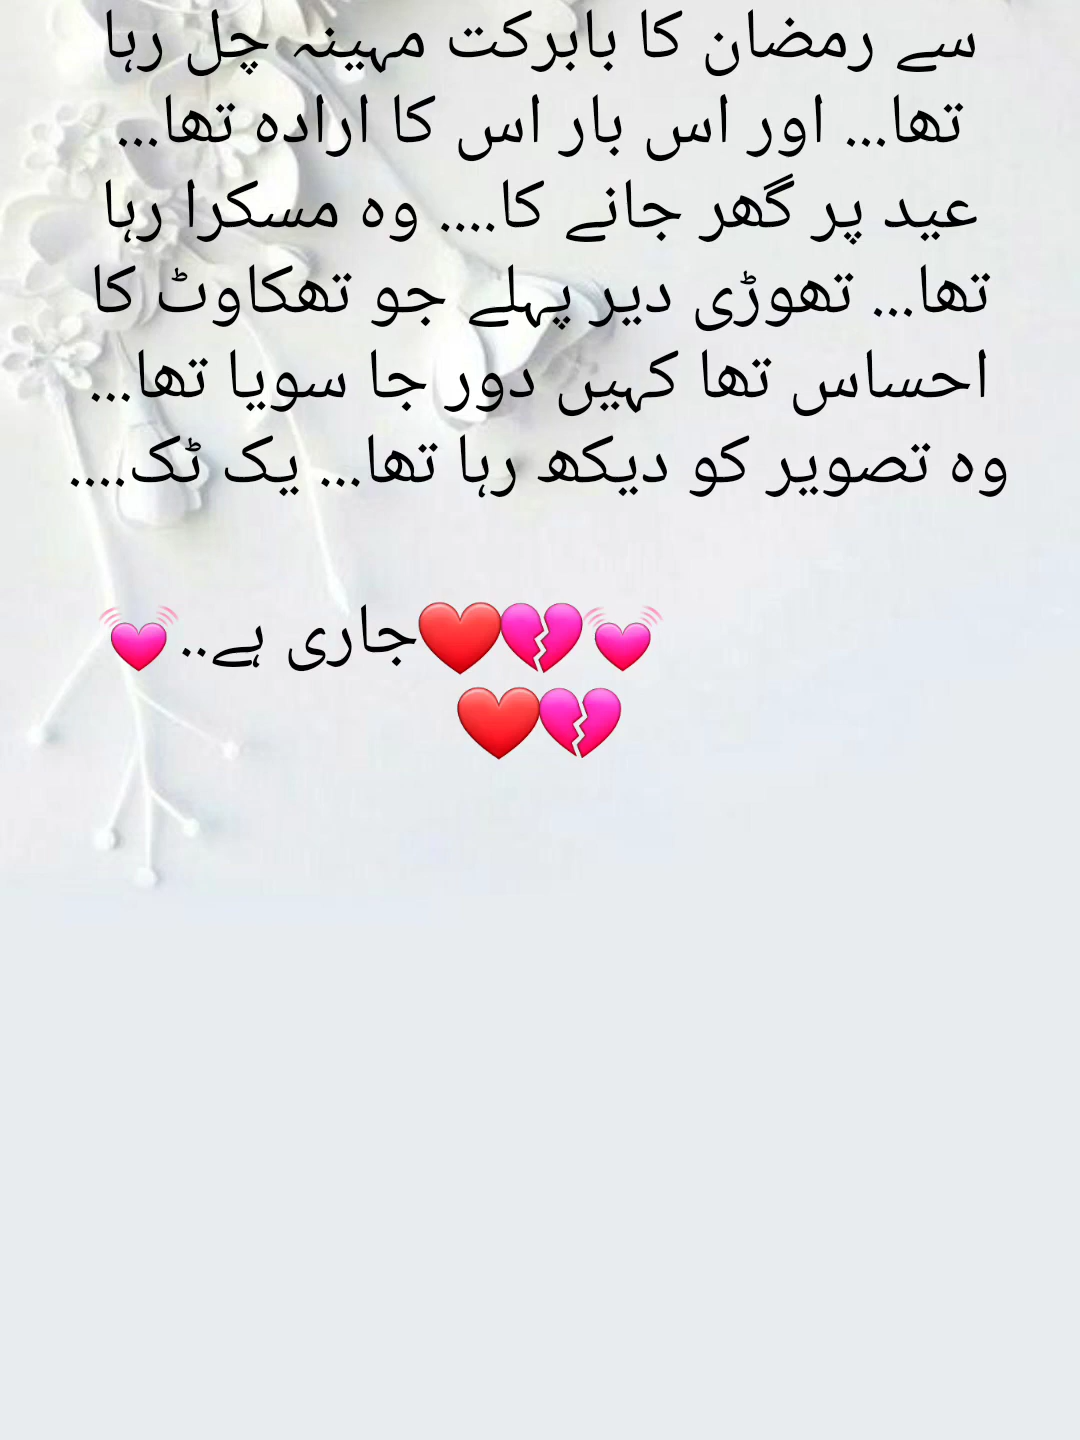 سے رمضان کا بابرکت مہینہ چل رہا
تھا... اور اس بار اس کا ارادہ تھا...
عید پر گھر جانے کا.... وہ مسکرا رہا
تھا... تھوڑی دیر پہلے جو تھکاوٹ کا
احساس تھا کہیں دور جا سویا تھا...
وہ تصویر کو دیکھ رہا تھا... یک ٹک....
💓💔❤جاری ہے..💓
💔❤